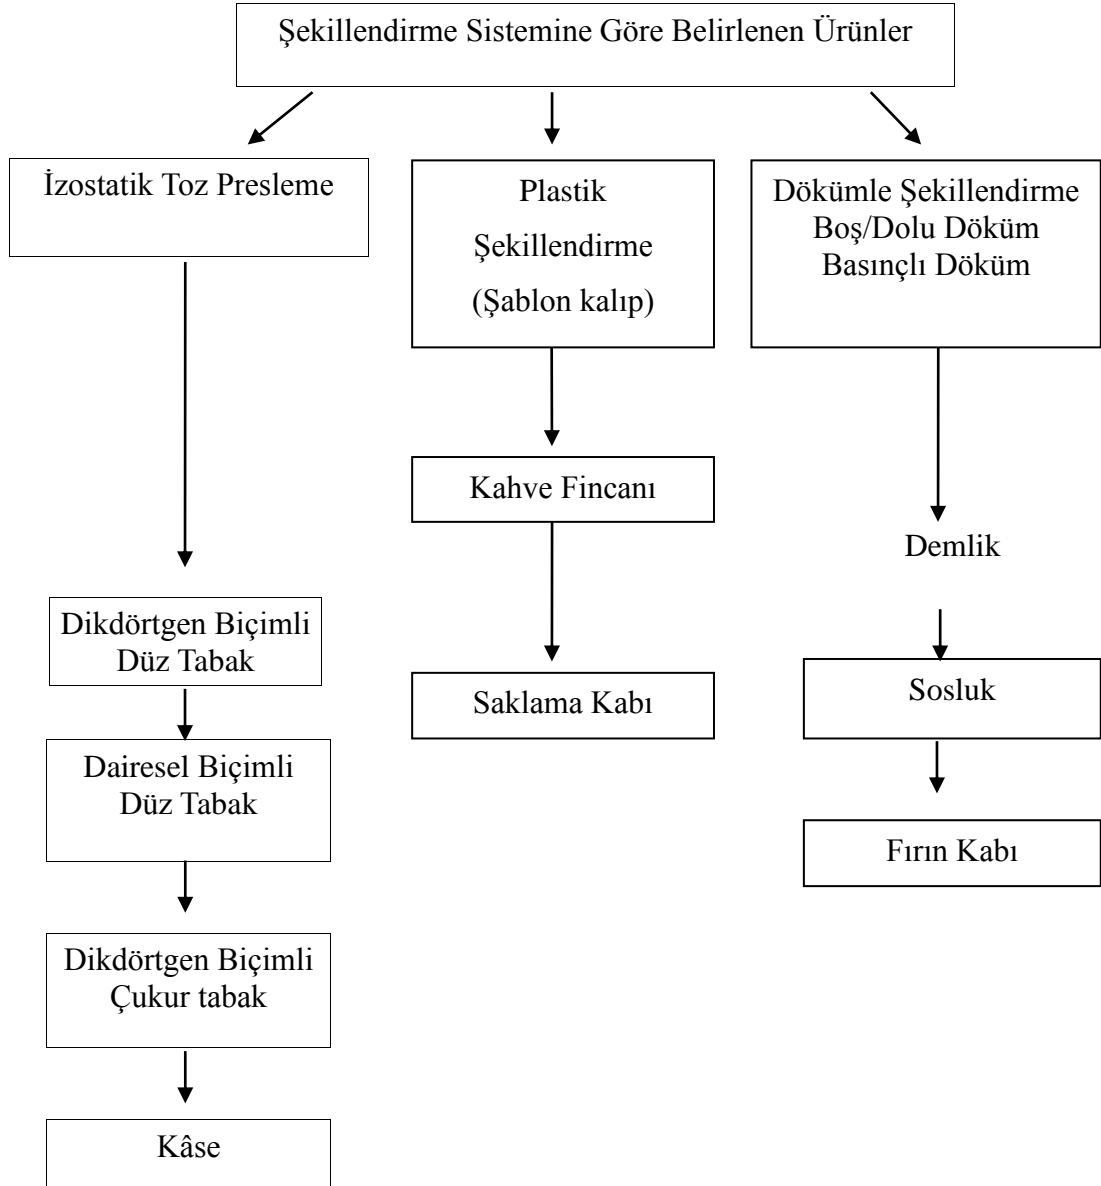 Şekillendirme Sistemine Göre Belirlenen Ürünler
İzostatik Toz Presleme
Plastik
Şekillendirme
(Şablon kalıp)
Dökümle Şekillendirme
Boş/Dolu Döküm
Basınçlı Döküm
Kahve Fincanı
Demlik
Dikdörtgen Biçimli
Düz Tabak
Saklama Kabı
Sosluk
Dairesel Biçimli
Düz Tabak
Fırın Kabı
Dikdörtgen Biçimli
Çukur tabak
Kâse